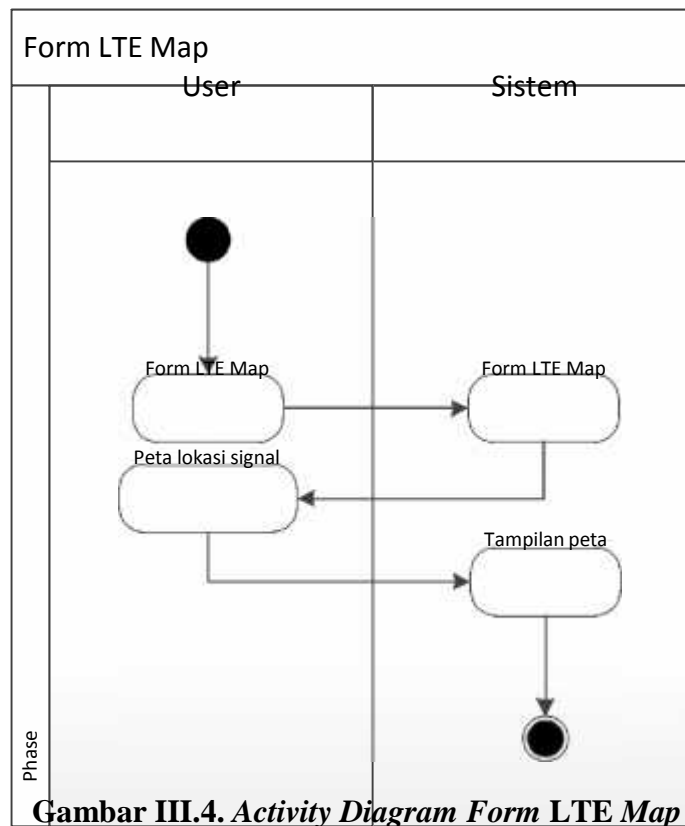 Form LTE Map
User
Sistem
Form LTE Map
Form LTE Map
Peta lokasi signal
Tampilan peta
Phase
Gambar III.4. Activity Diagram Form LTE Map